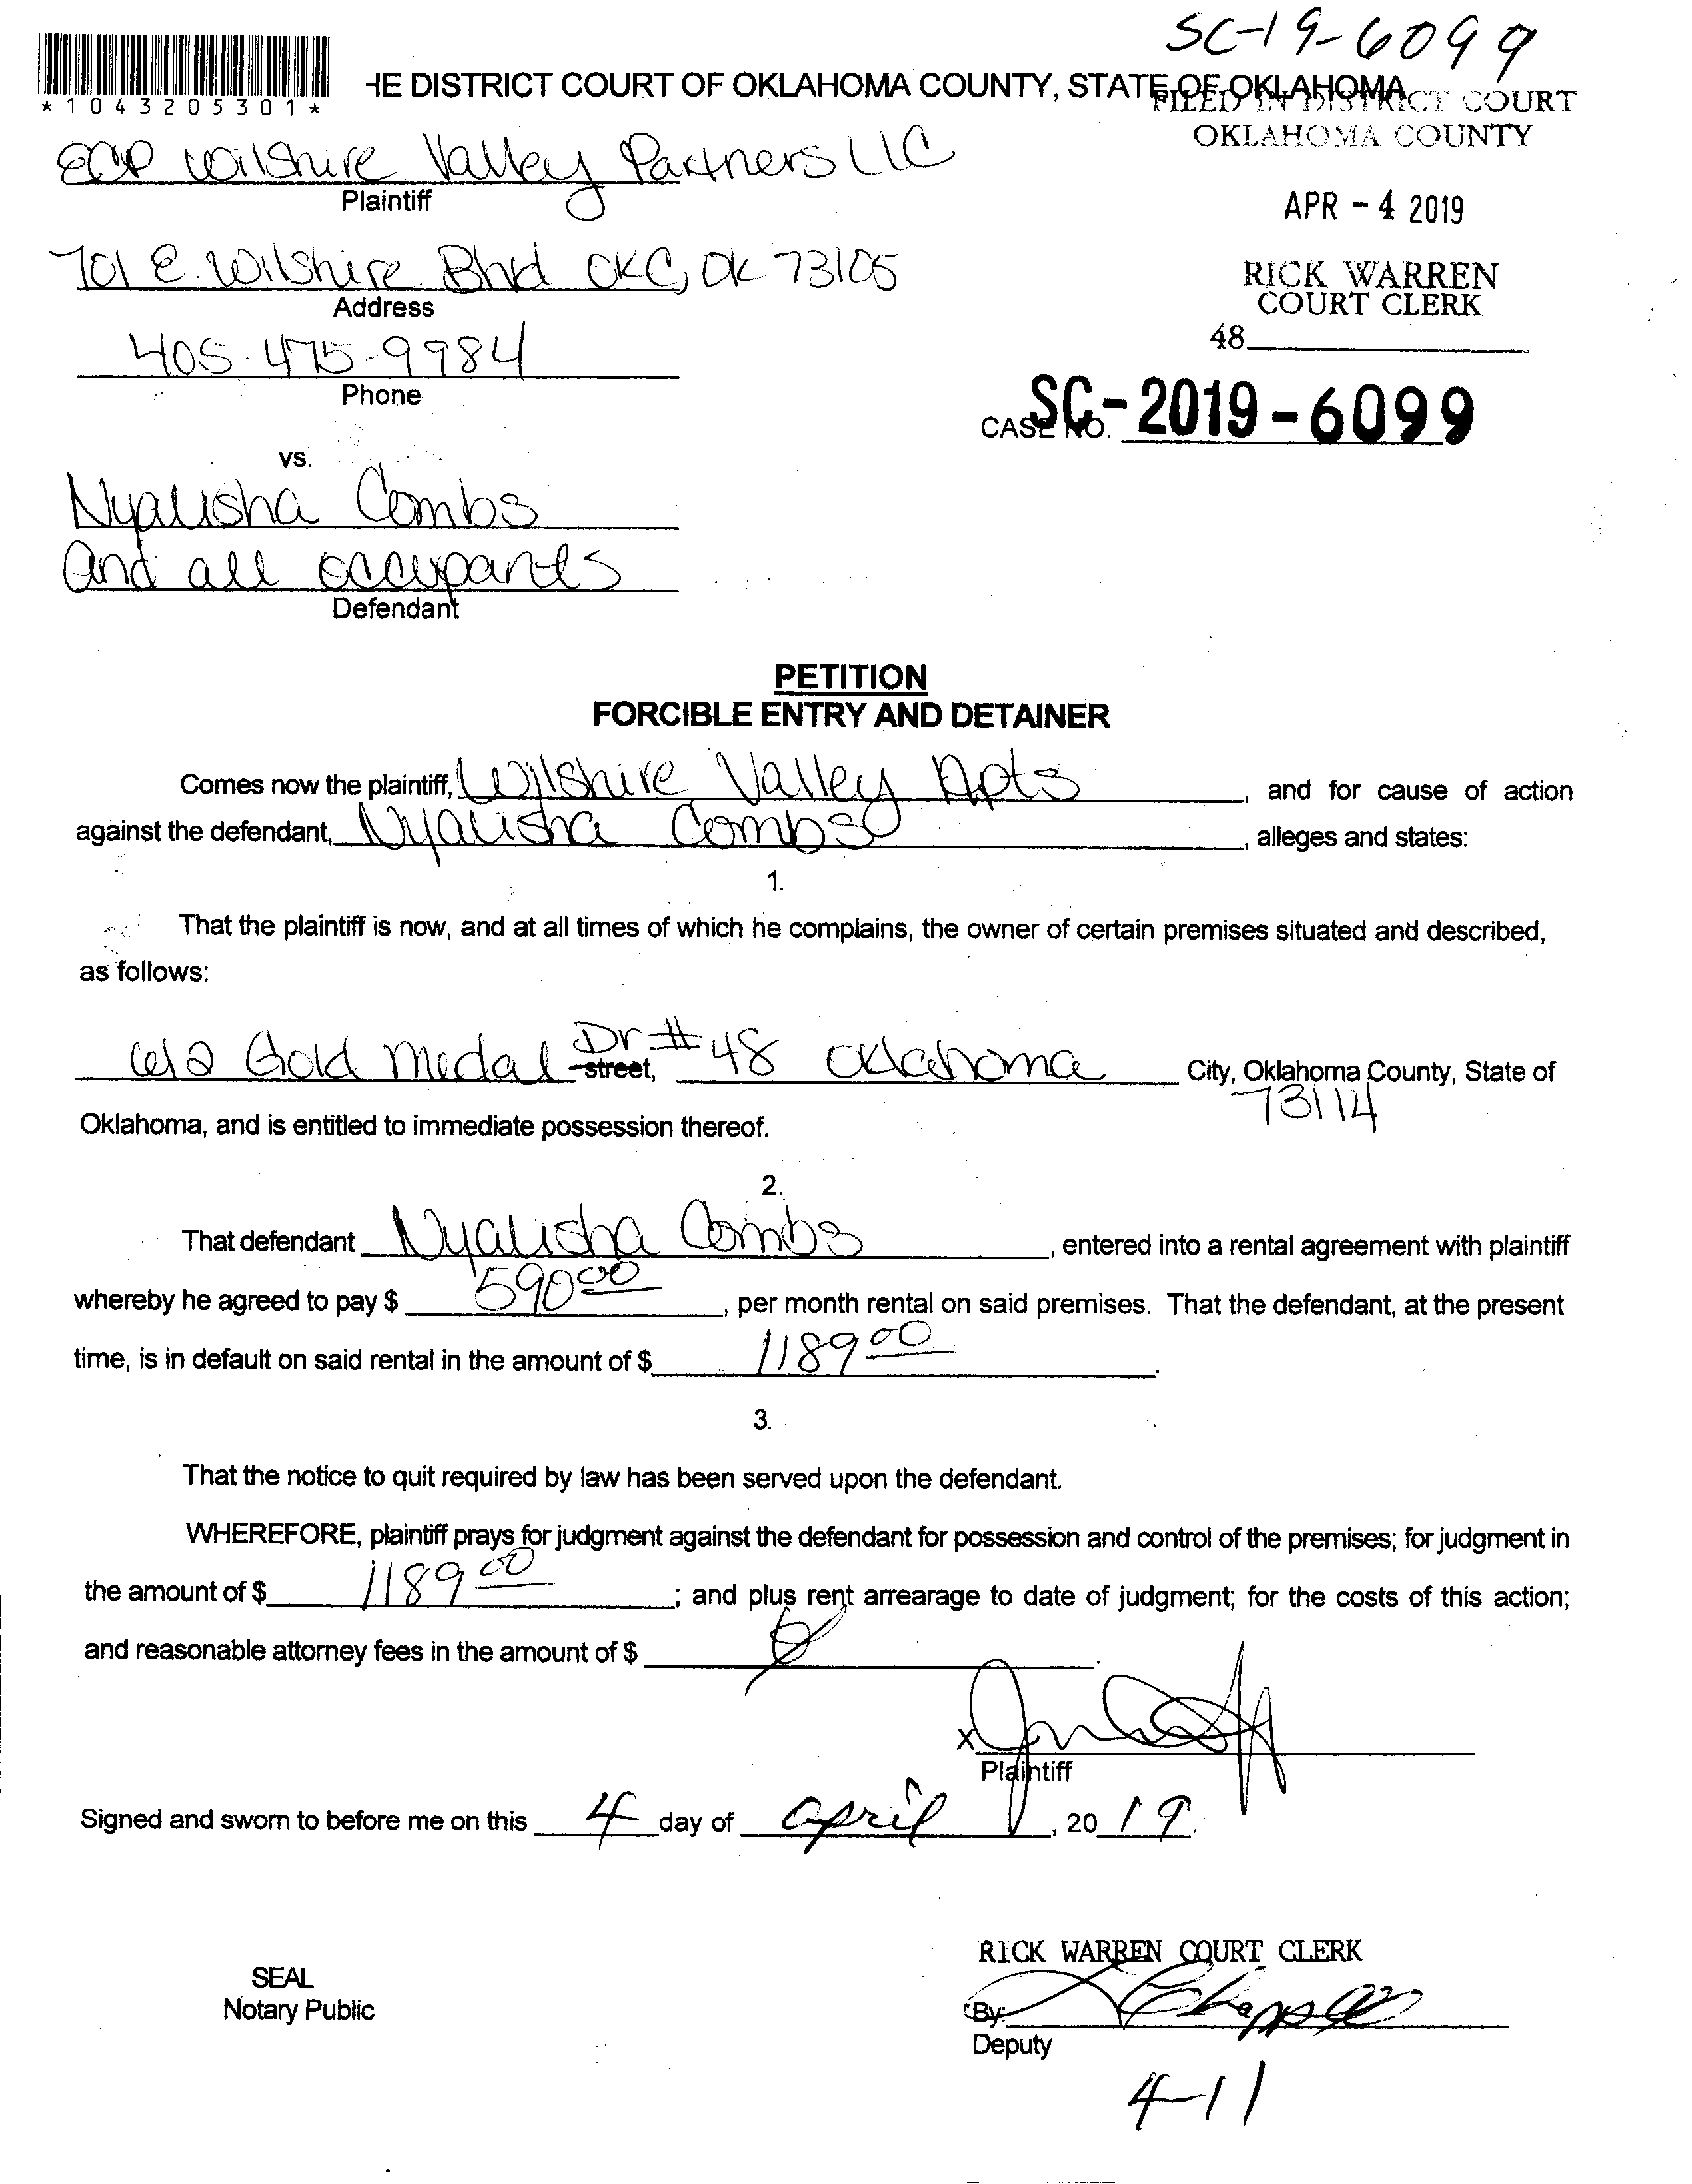 SC-19-6099
*1043205301*
HE DISTRICT COURT OF OKLAHOMA COUNTY, STATE OF OKLAHOMA
FILED IN DISTRICT COURT
OKLAHOMA COUNTY
ECP Wilshire Valley Partners LLC
Plaintiff
APR - 4 2019
701 E. Wilshire Blvd OKC, OK 73105
Address
RICK WARREN
COURT CLERK
405-475-9984
Phone
48
CASE NO. SC-2019-6099
vs.
Nyalisha Combs
and all occupants
Defendant
PETITION
FORCIBLE ENTRY AND DETAINER
Comes now the plaintiff, Wilshire Valley Apts, and for cause of action
against the defendant, Nyalisha Combs, alleges and states:
1.
That the plaintiff is now, and at all times of which he complains, the owner of certain premises situated and described,
as follows:
612 Gold Medal Dr street, #48 Oklahoma City, Oklahoma County, State of
73114
Oklahoma, and is entitled to immediate possession thereof.
2.
That defendant Nyalisha Combs, entered into a rental agreement with plaintiff
whereby he agreed to pay $ 590.00, per month rental on said premises. That the defendant, at the present
time, is in default on said rental in the amount of $ 1189.00.
3.
That the notice to quit required by law has been served upon the defendant.
WHEREFORE, plaintiff prays for judgment against the defendant for possession and control of the premises; for judgment in
the amount of $ 1189.00; and plus rent arrearage to date of judgment; for the costs of this action;
and reasonable attorney fees in the amount of $
X
Plaintiff
Signed and sworn to before me on this 4 day of april, 2019.
RICK WARREN COURT CLERK
SEAL
Notary Public
By:
Deputy
4-11